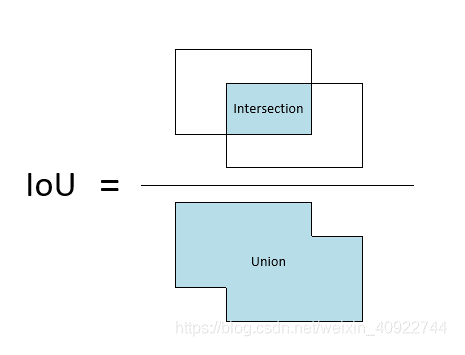 Intersection
IoU =
Union
https://blog.csdn.net/weixin_40922744